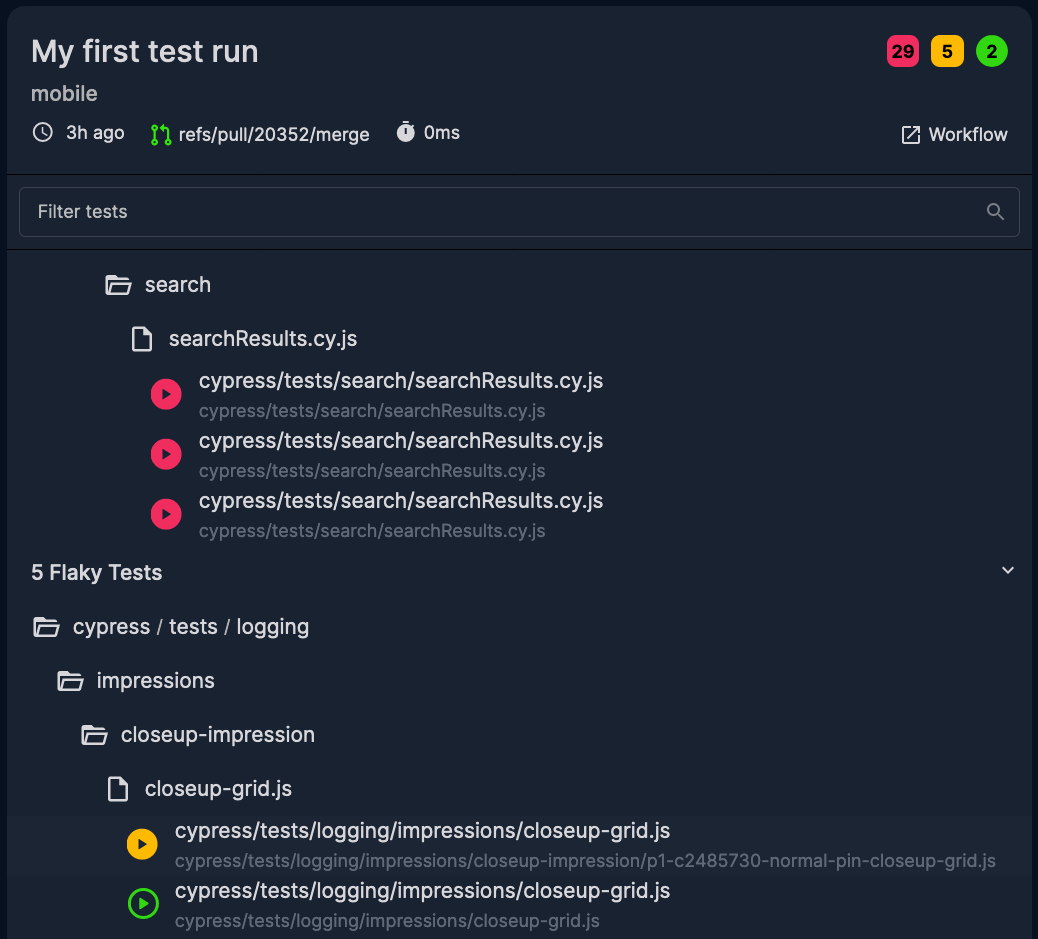 My first test run
29 5 2
mobile
3h ago refs/pull/20352/merge 0ms Workflow
Filter tests
search
searchResults.cy.js
cypress/tests/search/searchResults.cy.js
cypress/tests/search/searchResults.cy.js
cypress/tests/search/searchResults.cy.js
cypress/tests/search/searchResults.cy.js
cypress/tests/search/searchResults.cy.js
cypress/tests/search/searchResults.cy.js
5 Flaky Tests
cypress / tests / logging
impressions
closeup-impression
closeup-grid.js
cypress/tests/logging/impressions/closeup-grid.js
cypress/tests/logging/impressions/closeup-impression/p1-c2485730-normal-pin-closeup-grid.js
cypress/tests/logging/impressions/closeup-grid.js
cypress/tests/logging/impressions/closeup-grid.js